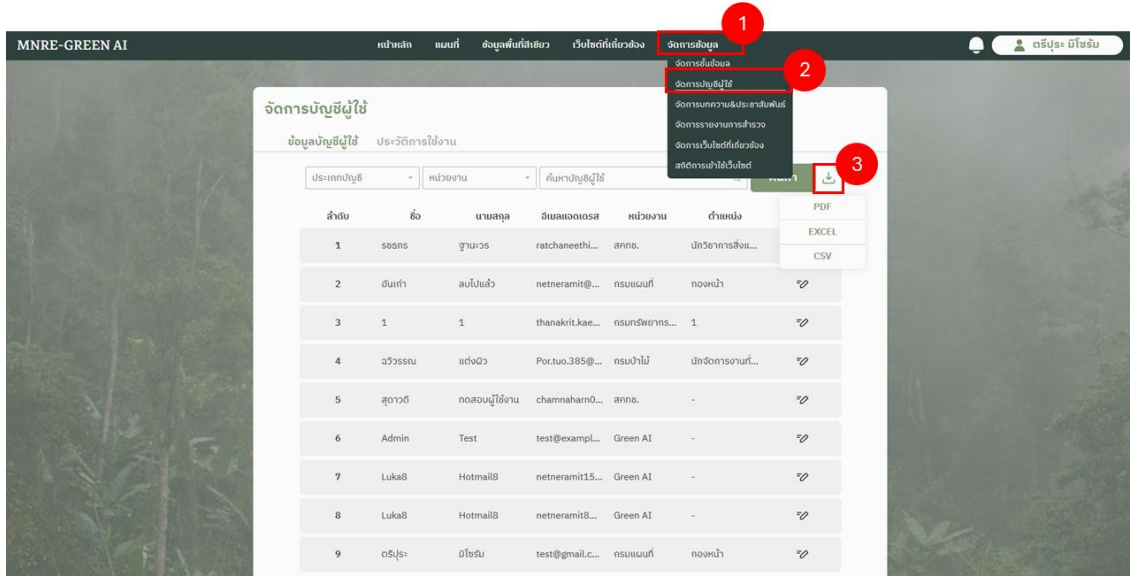 1
MNRE-GREEN AI หน้าหลัก แผนที่ ข้อมูลพื้นที่สีเขียว เว็บไซต์ที่เกี่ยวข้อง จัดการข้อมูล ตรีปุระ มิโซรัม
จัดการชั้นข้อมูล
2
จัดการบัญชีผู้ใช้
จัดการบทความ&ประชาสัมพันธ์
จัดการรายงานการสำรวจ
จัดการเว็บไซต์ที่เกี่ยวข้อง
สถิติการเข้าใช้เว็บไซต์
จัดการบัญชีผู้ใช้
ข้อมูลบัญชีผู้ใช้ ประวัติการใช้งาน
3
ประเภทบัญชี หน่วยงาน ค้นหาบัญชีผู้ใช้ ค้นหา
PDF
EXCEL
CSV
ลำดับ ชื่อ นามสกุล อีเมลแอดเดรส หน่วยงาน ตำแหน่ง
1 รชรกร ฐานะวร ratchaneethi... สคทช. นักวิชาการสิ่งแ...
2 อันเก่า ลบไปแล้ว netneramit@... กรมแผนที่ กองหน้า
3 1 1 thanakrit.kae... กรมทรัพยากร... 1
4 ฉวีวรรณ แต่งผิว Por.tuo.385@... กรมป่าไม้ นักจัดการงานทั่...
5 สุดาวดี ทดสอบผู้ใช้งาน chamnaharn0... สคทช. -
6 Admin Test test@exampl... Green AI -
7 Luka8 Hotmail8 netneramit15... Green AI -
8 Luka8 Hotmail8 netneramit8... Green AI -
9 ตรีปุระ มิโซรัม test@gmail.c... กรมแผนที่ กองหน้า